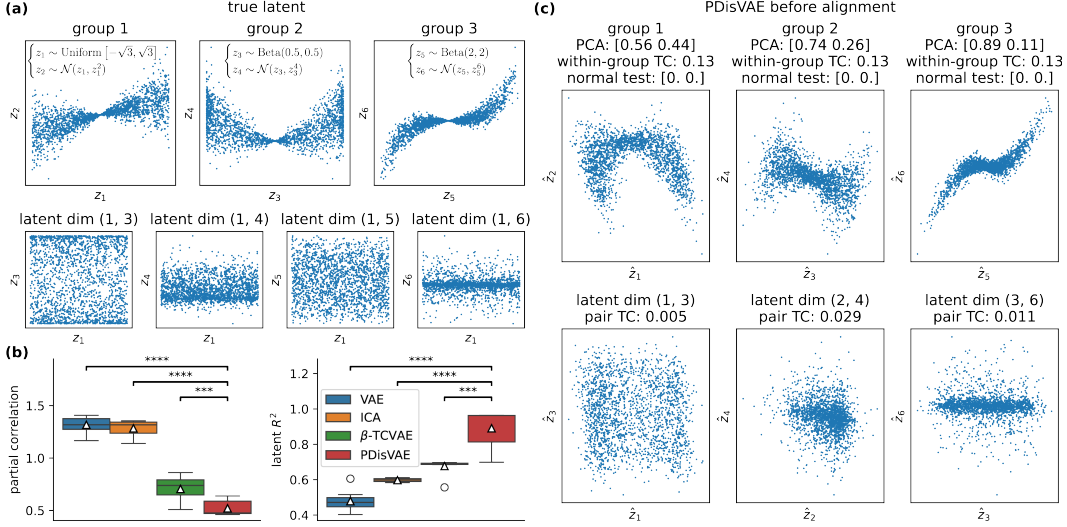 (a)
true latent
group 1
z₁ ∼ Uniform [−√3, √3]
z₂ ∼ 𝒩(z₁, z₁²)
z₂
z₁
group 2
z₃ ∼ Beta(0.5, 0.5)
z₄ ∼ 𝒩(z₃, z₃⁴)
z₄
z₃
group 3
z₅ ∼ Beta(2, 2)
z₆ ∼ 𝒩(z₅, z₅⁶)
z₆
z₅
latent dim (1, 3)
z₃
z₁
latent dim (1, 4)
z₄
z₁
latent dim (1, 5)
z₅
z₁
latent dim (1, 6)
z₆
z₁
(b)
partial correlation
1.5
1.0
0.5
****
****
***
latent R²
1.2
1.0
0.8
0.6
0.4
****
****
***
VAE
ICA
β-TCVAE
PDisVAE
(c)
PDisVAE before alignment
group 1
PCA: [0.56 0.44]
within-group TC: 0.13
normal test: [0. 0.]
ẑ₂
ẑ₁
group 2
PCA: [0.74 0.26]
within-group TC: 0.13
normal test: [0. 0.]
ẑ₄
ẑ₃
group 3
PCA: [0.89 0.11]
within-group TC: 0.13
normal test: [0. 0.]
ẑ₆
ẑ₅
latent dim (1, 3)
pair TC: 0.005
ẑ₃
ẑ₁
latent dim (2, 4)
pair TC: 0.029
ẑ₄
ẑ₂
latent dim (3, 6)
pair TC: 0.011
ẑ₆
ẑ₃